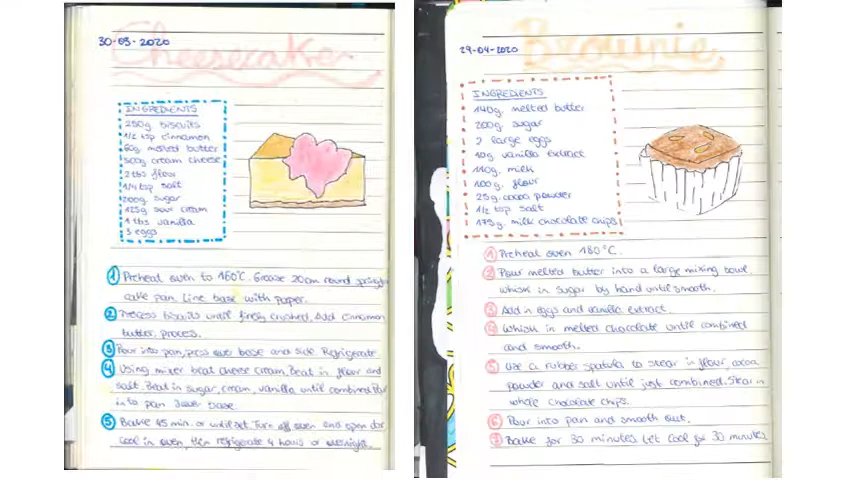 30-03-2020
Cheesecake
INGREDIENTS
250g biscuits
1/2 tsp cinnamon
60g melted butter
500g cream cheese
2 tbs flour
1/4 tsp salt
200g sugar
125g sour cream
1 tbs vanilla
3 eggs
1 Preheat oven to 160°C. Grease 20cm round springform
cake pan. Line base with paper.
2 Process biscuits until finely crushed. Add cinnamon
butter. process.
3 Pour into pan, press over base and side. Refrigerate
4 Using mixer beat cheese cream. Beat in flour and
salt. Beat in sugar, cream, vanilla until combined. Pour
into pan over base.
5 Bake 45 min. or until set. Turn off oven and open door
cool in oven, then refrigerate 4 hours or overnight.
29-04-2020
Brownie
INGREDIENTS
140g. melted butter
200g. sugar
2 large eggs
10g vanilla extract
110g. milk
100g. flour
25g. cocoa powder
1/2 tsp salt
175g. milk chocolate chips
1 Preheat oven 180°C.
2 Pour melted butter into a large mixing bowl.
whisk in sugar by hand until smooth.
3 Add n eggs and vanilla extract.
4 Whisk in melted chocolate until combined
and smooth.
5 Use a rubber spatula to stear in flour, cocoa
powder and salt until just combined. Stear in
whole chocolate chips.
6 Pour into pan and smooth out.
7 Bake for 30 minutes let cool for 30 minutes